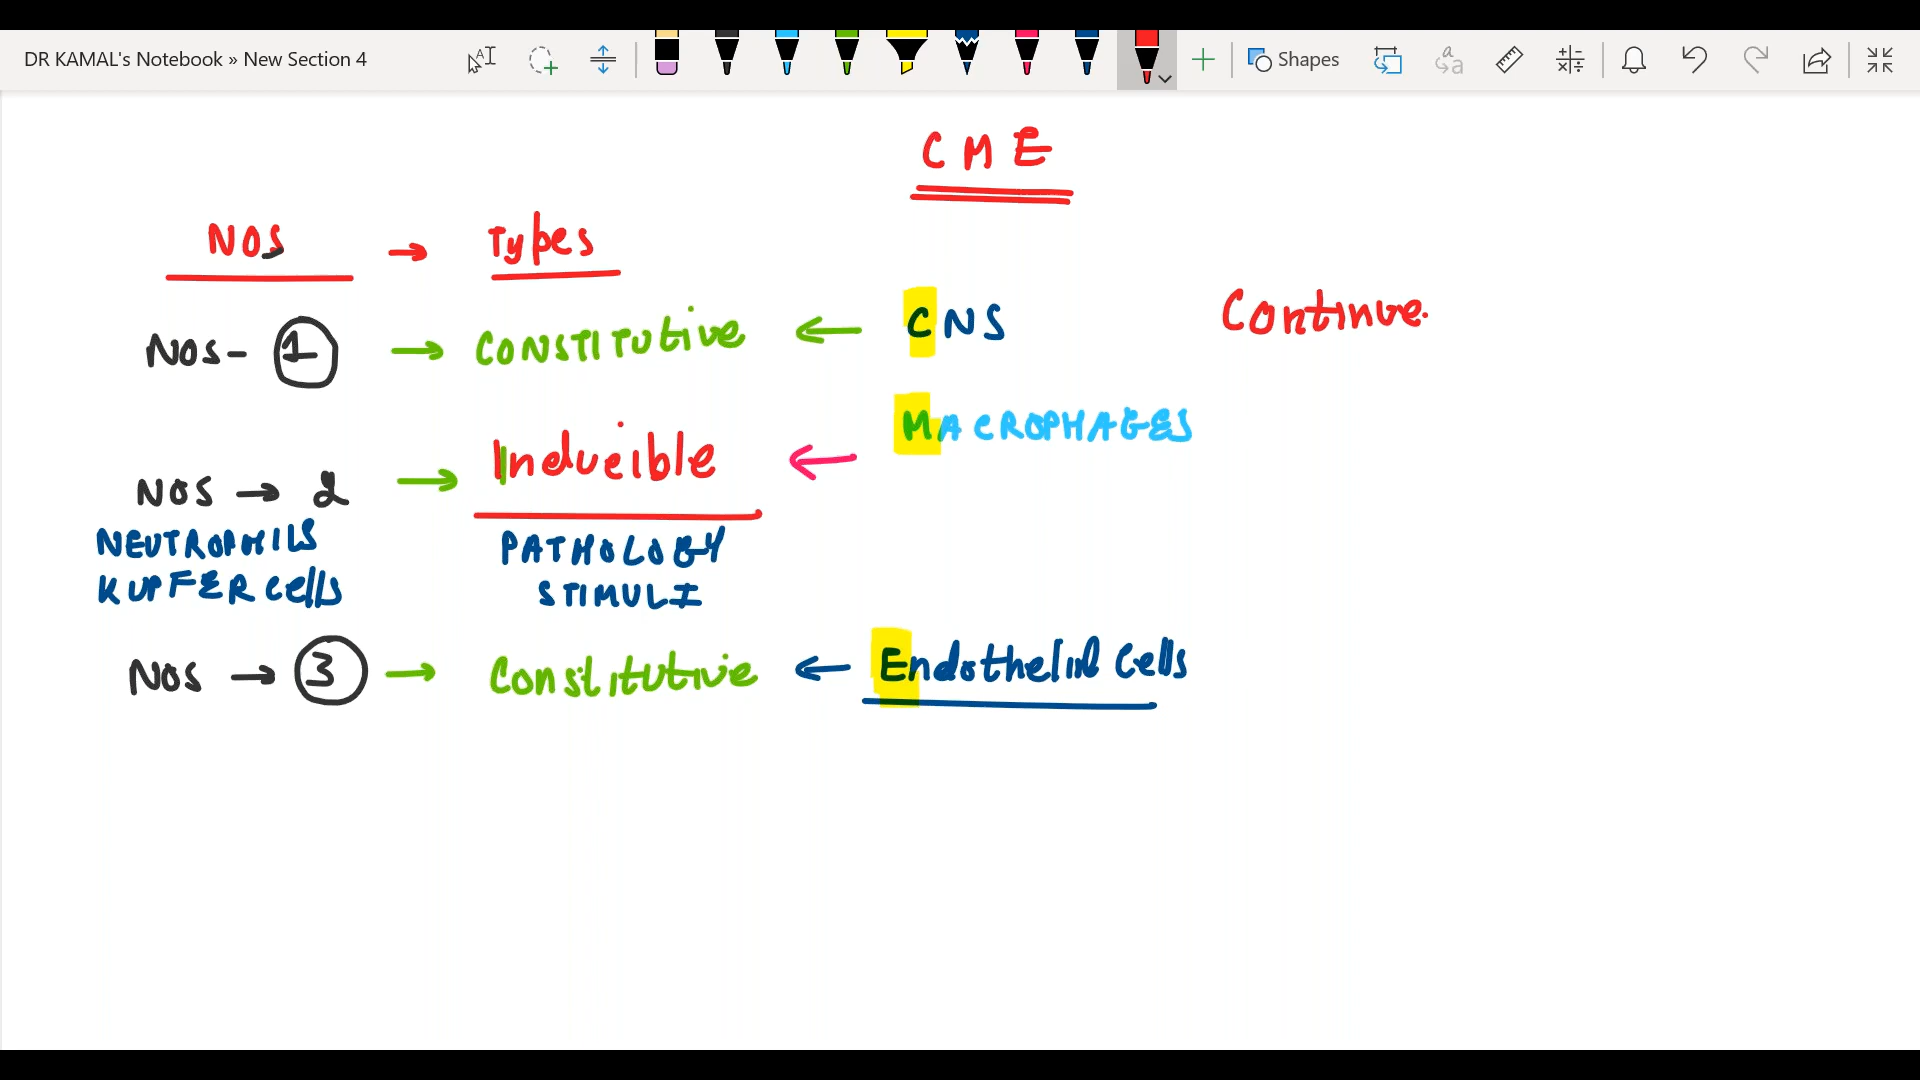 DR KAMAL's Notebook » New Section 4
Shapes
CME
NOS → Types
NOS- 1 → CONSTITUTIVE ← CNS
Continue.
MACROPHAGES
NOS → 2 → Inducible ←
NEUTROPHILS
KUPFER Cells
PATHOLOGY
STIMULI
NOS → 3 → Constitutive ← Endothelial Cells